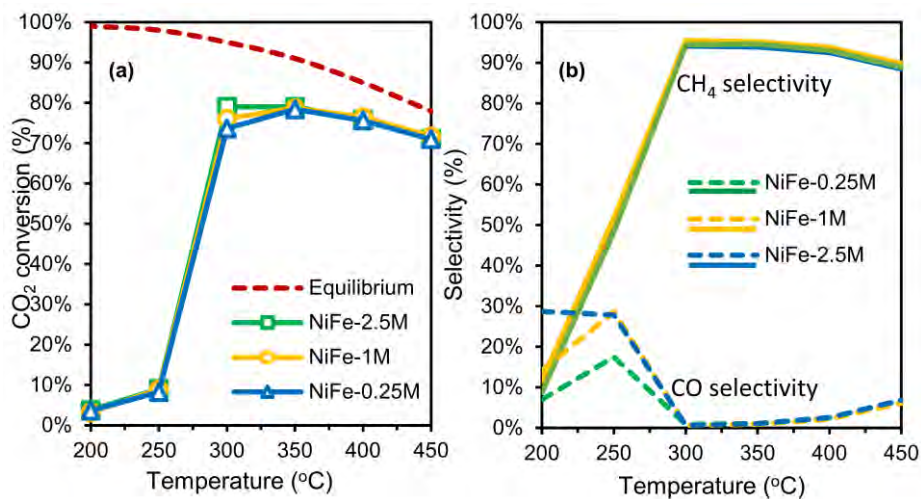 100%
90%
80%
70%
60%
50%
40%
30%
20%
10%
0%
CO2 conversion (%)
(a)
Equilibrium
NiFe-2.5M
NiFe-1M
NiFe-0.25M
200 250 300 350 400 450
Temperature (°C)
100%
90%
80%
70%
60%
50%
40%
30%
20%
10%
0%
Selectivity (%)
(b)
CH4 selectivity
NiFe-0.25M
NiFe-1M
NiFe-2.5M
CO selectivity
200 250 300 350 400 450
Temperature (°C)